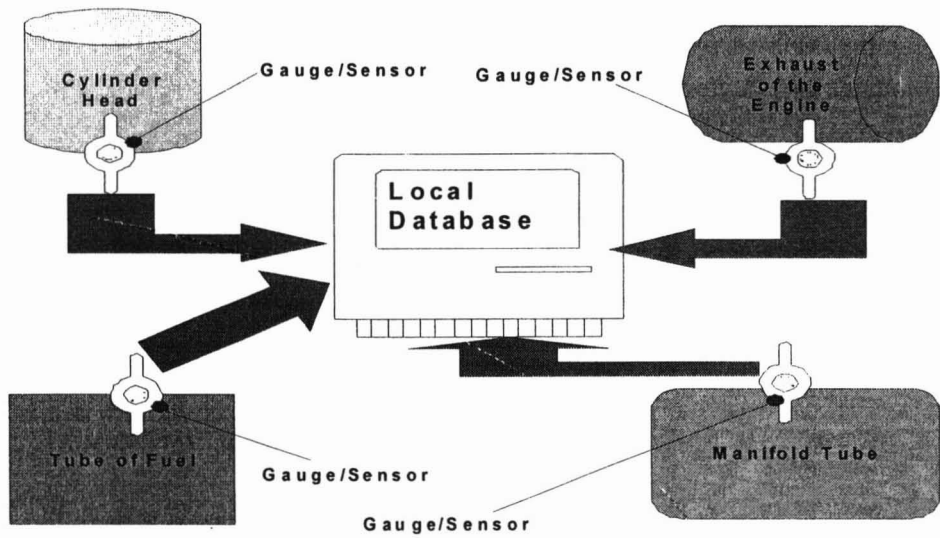 Cylinder
Head
Gauge/Sensor
Gauge/Sensor
Exhaust
of the
Engine
Local
Database
Tube of Fuel
Gauge/Sensor
Manifold Tube
Gauge/Sensor